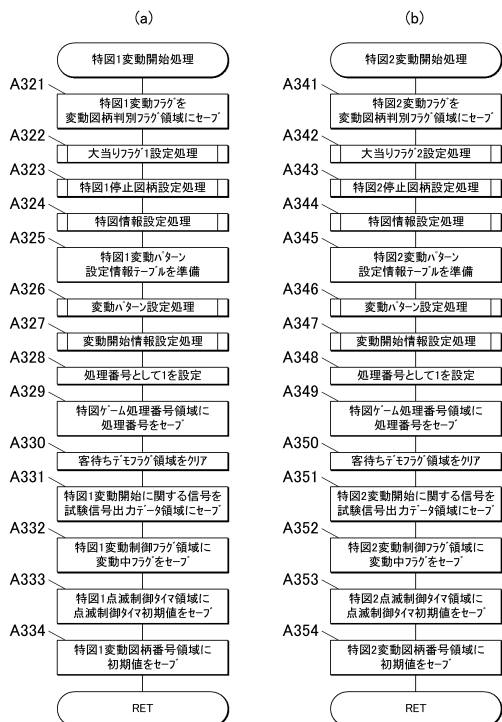 (a)
特図1変動開始処理
A321
特図1変動フラグを
変動図柄判別フラグ領域にセーブ
A322
大当りフラグ1設定処理
A323
特図1停止図柄設定処理
A324
特図情報設定処理
A325
特図1変動パターン
設定情報テーブルを準備
A326
変動パターン設定処理
A327
変動開始情報設定処理
A328
処理番号として1を設定
A329
特図ゲーム処理番号領域に
処理番号をセーブ
A330
客待ちデモフラグ領域をクリア
A331
特図1変動開始に関する信号を
試験信号出力データ領域にセーブ
A332
特図1変動制御フラグ領域に
変動中フラグをセーブ
A333
特図1点滅制御タイマ領域に
点滅制御タイマ初期値をセーブ
A334
特図1変動図柄番号領域に
初期値をセーブ
RET
(b)
特図2変動開始処理
A341
特図2変動フラグを
変動図柄判別フラグ領域にセーブ
A342
大当りフラグ2設定処理
A343
特図2停止図柄設定処理
A344
特図情報設定処理
A345
特図2変動パターン
設定情報テーブルを準備
A346
変動パターン設定処理
A347
変動開始情報設定処理
A348
処理番号として1を設定
A349
特図ゲーム処理番号領域に
処理番号をセーブ
A350
客待ちデモフラグ領域をクリア
A351
特図2変動開始に関する信号を
試験信号出力データ領域にセーブ
A352
特図2変動制御フラグ領域に
変動中フラグをセーブ
A353
特図2点滅制御タイマ領域に
点滅制御タイマ初期値をセーブ
A354
特図2変動図柄番号領域に
初期値をセーブ
RET